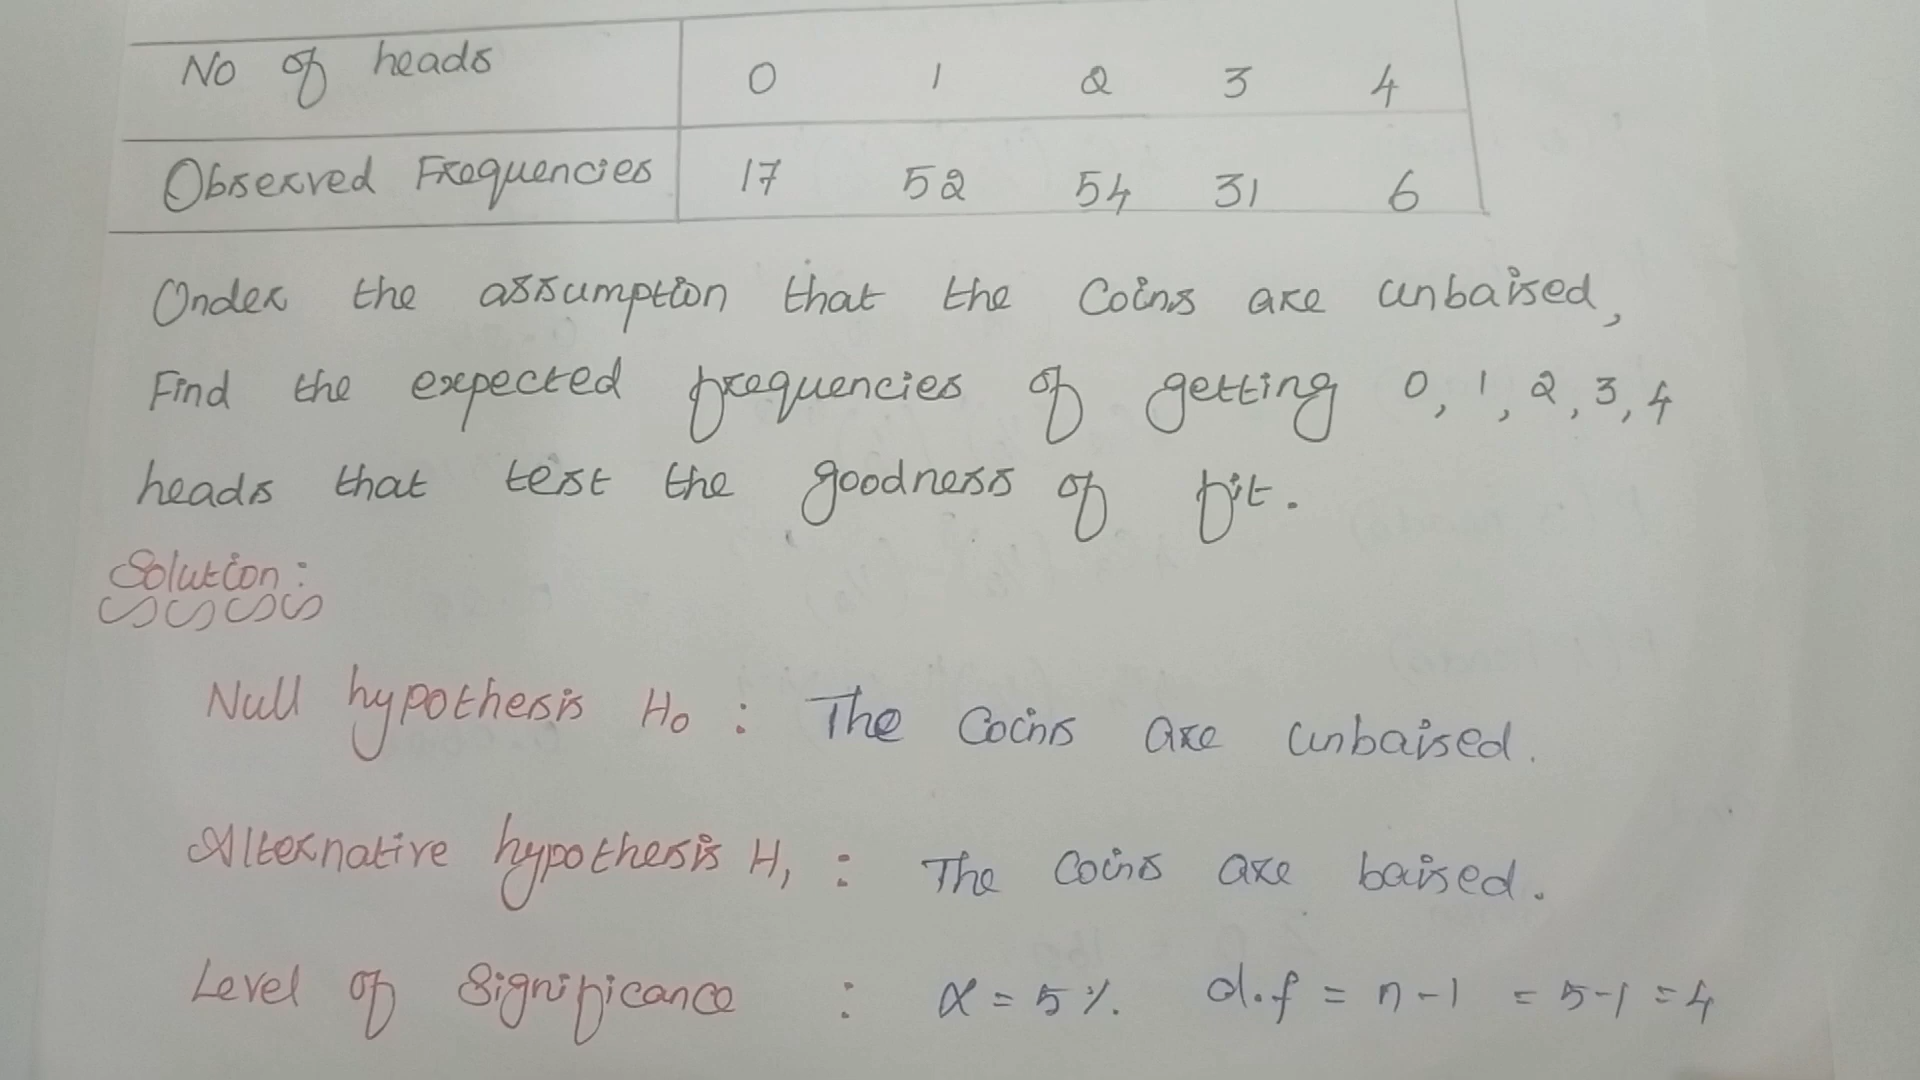 No of heads 0 1 2 3 4
Observed Frequencies 17 52 54 31 6
Under the assumption that the Coins are unbaised,
Find the expected frequencies of getting 0, 1, 2, 3, 4
heads that test the goodness of fit.
Solution:
Null hypothesis H₀ : The Coins are unbaised.
Alternative hypothesis H₁ : The Coins are baised.
Level of Significance : α = 5%. d.f = n-1 = 5-1 = 4